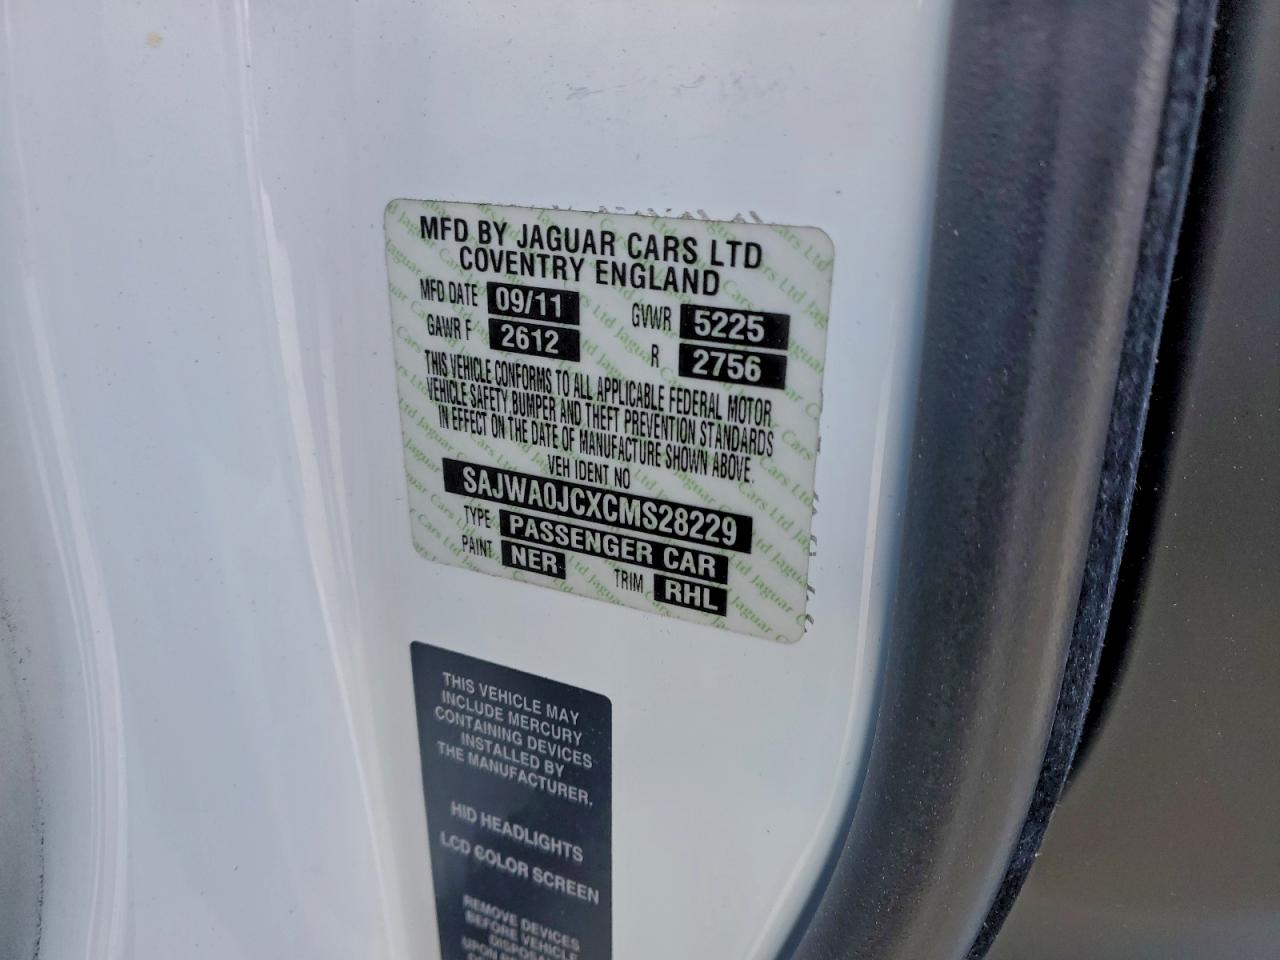 MFD BY JAGUAR CARS LTD
COVENTRY ENGLAND
MFD DATE 09/11 GVWR 5225
GAWR F 2612 R 2756
THIS VEHICLE CONFORMS TO ALL APPLICABLE FEDERAL MOTOR
VEHICLE SAFETY, BUMPER AND THEFT PREVENTION STANDARDS
IN EFFECT ON THE DATE OF MANUFACTURE SHOWN ABOVE.
VEH IDENT NO
SAJWA0JCXCMS28229
TYPE PASSENGER CAR
PAINT NER TRIM RHL
THIS VEHICLE MAY
INCLUDE MERCURY
CONTAINING DEVICES
INSTALLED BY
THE MANUFACTURER.
HID HEADLIGHTS
LCD COLOR SCREEN
REMOVE DEVICES
BEFORE VEHICLE